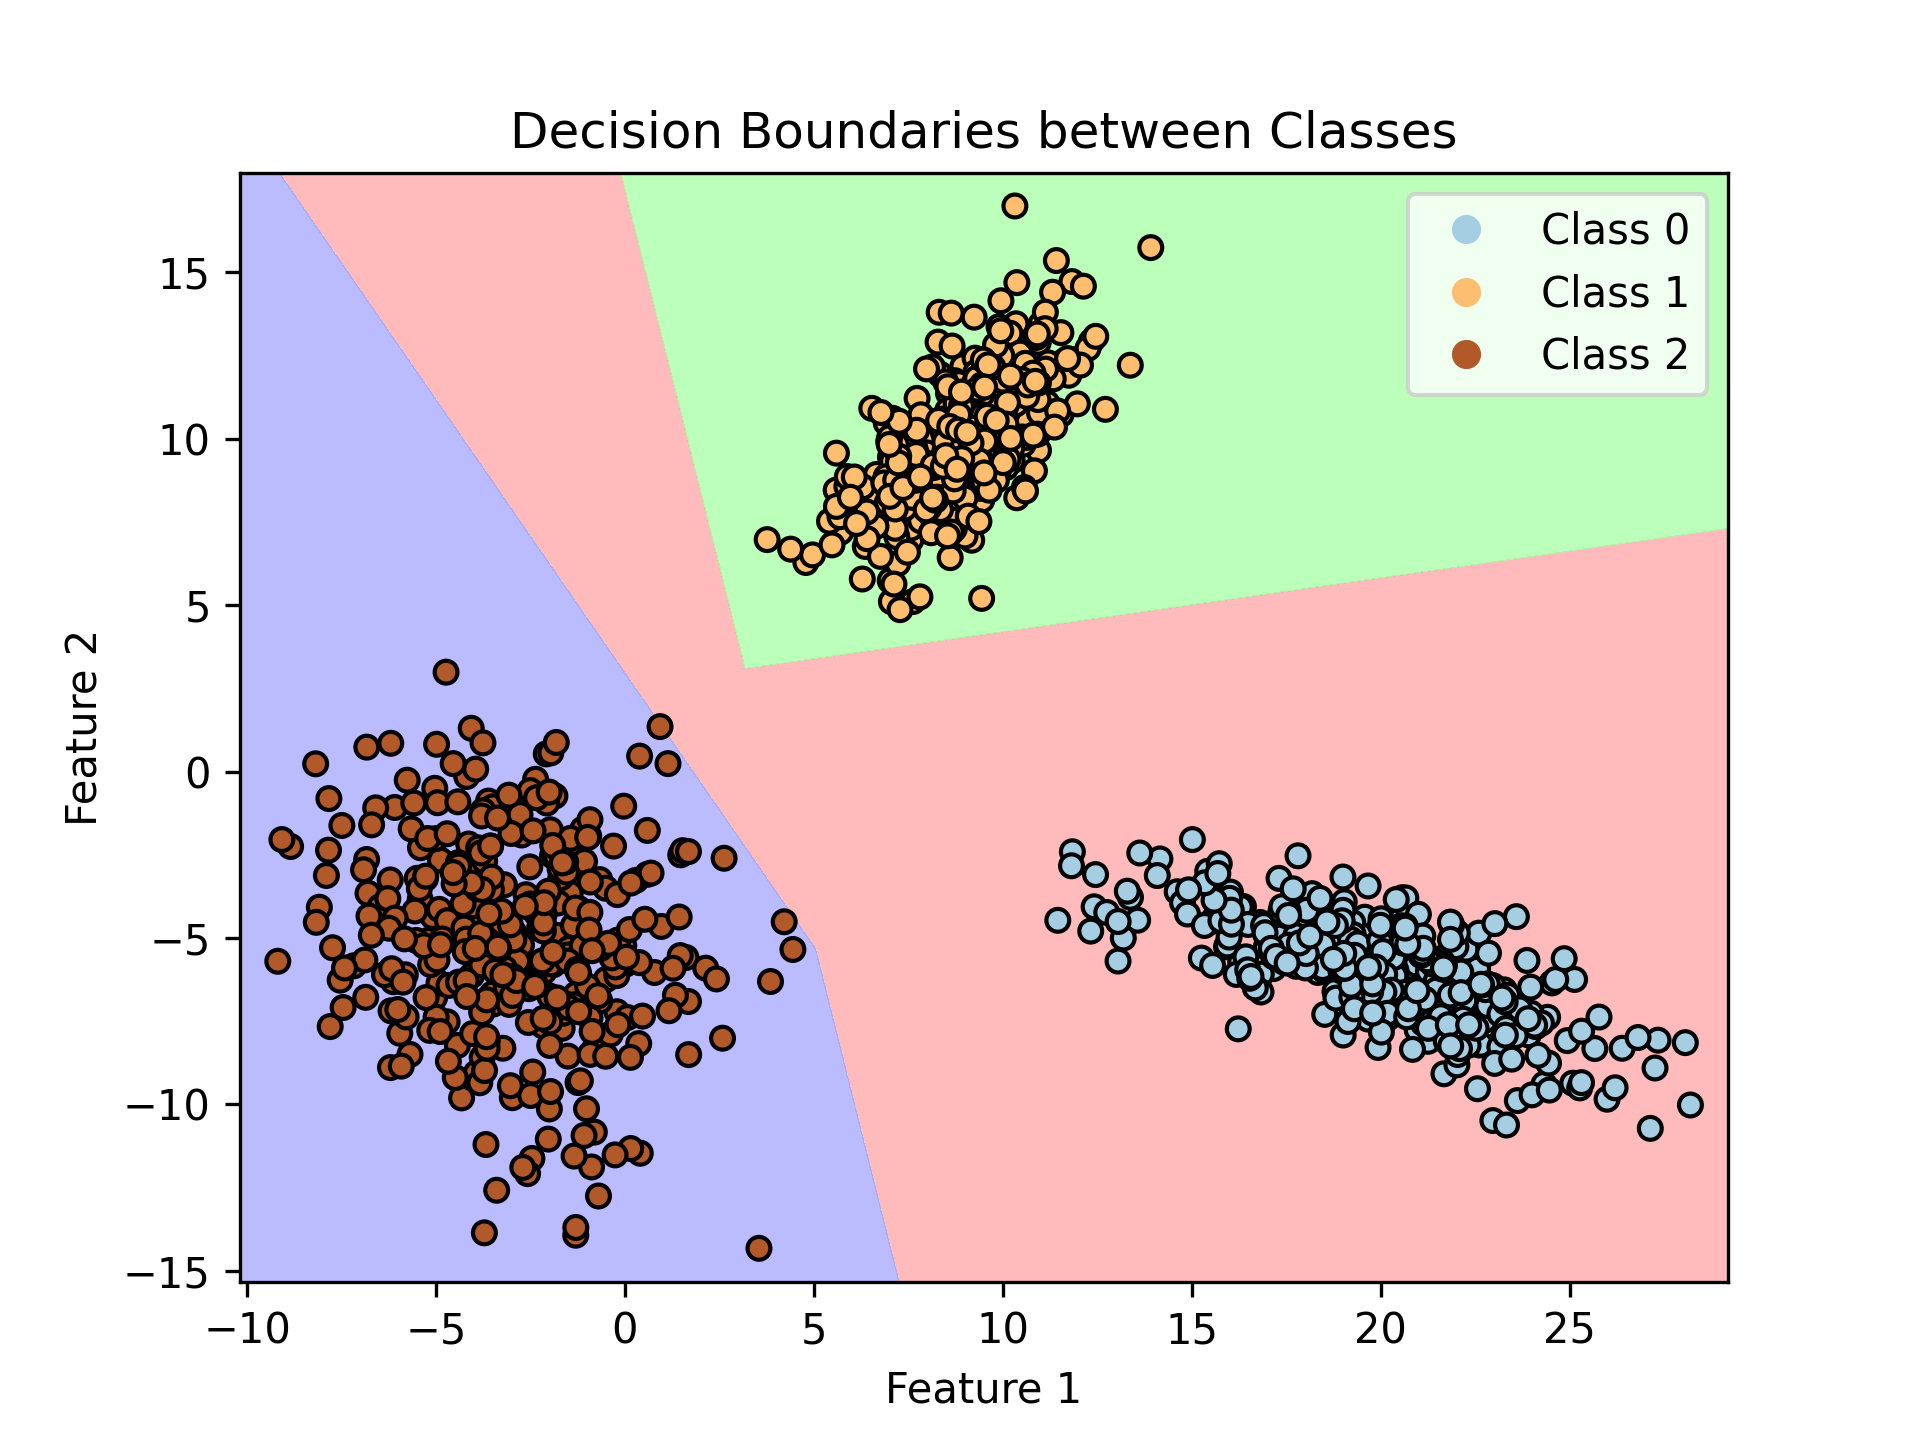 Decision Boundaries between Classes
Class 0
Class 1
Class 2
15
10
5
0
−5
−10
−15
Feature 2
−10 −5 0 5 10 15 20 25
Feature 1